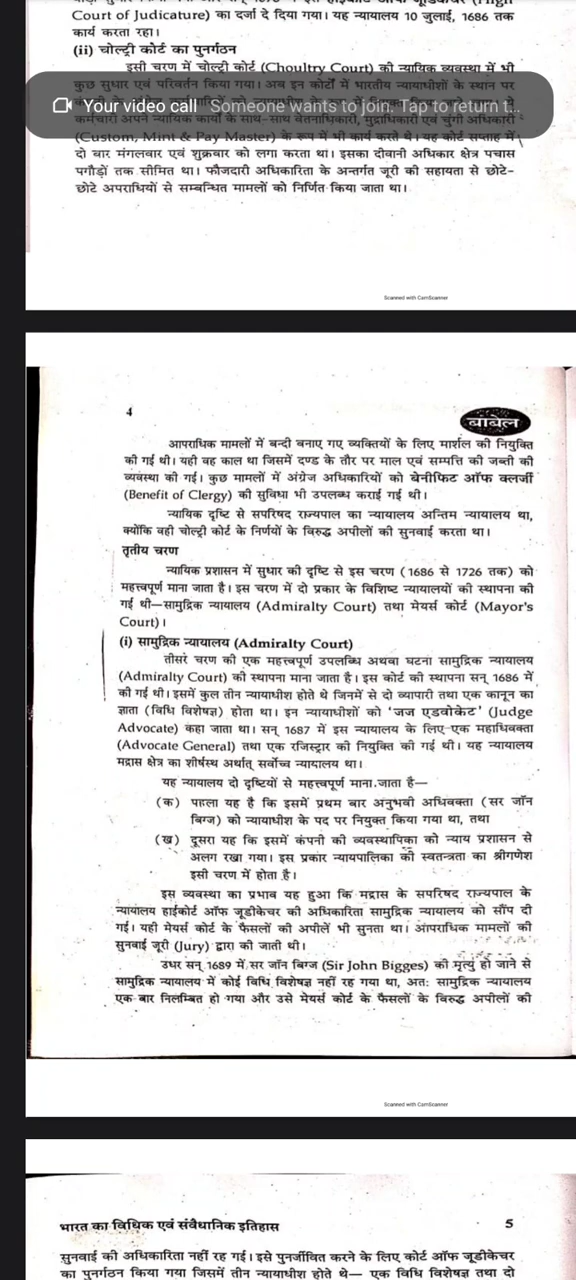 Court of Judicature) का दर्जा दे दिया गया। यह न्यायालय 10 जुलाई, 1686 तक
कार्य करता रहा।
(ii) चोल्ट्री कोर्ट का पुनर्गठन
इसी चरण में चोल्ट्री कोर्ट (Choultry Court) की न्यायिक व्यवस्था में भी
कुछ सुधार एवं परिवर्तन किया गया। अब इन कोर्टों में भारतीय न्यायाधीशों के स्थान पर
Your video call Someone wants to join. Tap to return t...
कर्मचारी अपने न्यायिक कार्यों के साथ-साथ वेतनाधिकारी, मुद्राधिकारी एवं चुंगी अधिकारी
(Custom, Mint & Pay Master) के रूप में भी कार्य करते थे। यह कोर्ट सप्ताह में
दो बार मंगलवार एवं शुक्रवार को लगा करता था। इसका दीवानी अधिकार क्षेत्र पचास
पगौड़ों तक सीमित था। फौजदारी अधिकारिता के अन्तर्गत जूरी की सहायता से छोटे-
छोटे अपराधियों से सम्बन्धित मामलों को निर्णित किया जाता था।
Scanned with CamScanner
4
बाबेल
आपराधिक मामलों में बन्दी बनाए गए व्यक्तियों के लिए मार्शल की नियुक्ति
की गई थी। यही वह काल था जिसमें दण्ड के तौर पर माल एवं सम्पत्ति की जब्ती की
व्यवस्था की गई। कुछ मामलों में अंग्रेज अधिकारियों को बेनीफिट ऑफ क्लर्जी
(Benefit of Clergy) की सुविधा भी उपलब्ध कराई गई थी।
न्यायिक दृष्टि से सपरिषद राज्यपाल का न्यायालय अन्तिम न्यायालय था,
क्योंकि वही चोल्ट्री कोर्ट के निर्णयों के विरुद्ध अपीलों की सुनवाई करता था।
तृतीय चरण
न्यायिक प्रशासन में सुधार की दृष्टि से इस चरण (1686 से 1726 तक) को
महत्त्वपूर्ण माना जाता है। इस चरण में दो प्रकार के विशिष्ट न्यायालयों की स्थापना की
गई थी—सामुद्रिक न्यायालय (Admiralty Court) तथा मेयर्स कोर्ट (Mayor's
Court)।
(i) सामुद्रिक न्यायालय (Admiralty Court)
तीसरे चरण की एक महत्त्वपूर्ण उपलब्धि अथवा घटना सामुद्रिक न्यायालय
(Admiralty Court) की स्थापना माना जाता है। इस कोर्ट की स्थापना सन् 1686 में
की गई थी। इसमें कुल तीन न्यायाधीश होते थे जिनमें से दो व्यापारी तथा एक कानून का
ज्ञाता (विधि विशेषज्ञ) होता था। इन न्यायाधीशों को 'जज एडवोकेट' (Judge
Advocate) कहा जाता था। सन् 1687 में इस न्यायालय के लिए एक महाधिवक्ता
(Advocate General) तथा एक रजिस्ट्रार की नियुक्ति की गई थी। यह न्यायालय
मद्रास क्षेत्र का शीर्षस्थ अर्थात् सर्वोच्च न्यायालय था।
यह न्यायालय दो दृष्टियों से महत्त्वपूर्ण माना जाता है—
(क) पहला यह है कि इसमें प्रथम बार अनुभवी अधिवक्ता (सर जॉन
बिग्ज) को न्यायाधीश के पद पर नियुक्त किया गया था, तथा
(ख) दूसरा यह कि इसमें कंपनी की व्यवस्थापिका को न्याय प्रशासन से
अलग रखा गया। इस प्रकार न्यायपालिका की स्वतन्त्रता का श्रीगणेश
इसी चरण में होता है।
इस व्यवस्था का प्रभाव यह हुआ कि मद्रास के सपरिषद राज्यपाल के
न्यायालय हाईकोर्ट ऑफ जूडीकेचर की अधिकारिता सामुद्रिक न्यायालय को सौंप दी
गई। यही मेयर्स कोर्ट के फैसलों की अपीलें भी सुनता था। आपराधिक मामलों की
सुनवाई जूरी (Jury) द्वारा की जाती थी।
उधर सन् 1689 में सर जॉन बिग्ज (Sir John Bigges) की मृत्यु हो जाने से
सामुद्रिक न्यायालय में कोई विधि विशेषज्ञ नहीं रह गया था, अतः सामुद्रिक न्यायालय
एक बार निलम्बित हो गया और उसे मेयर्स कोर्ट के फैसलों के विरुद्ध अपीलों की
Scanned with CamScanner
भारत का विधिक एवं संवैधानिक इतिहास 5
सुनवाई की अधिकारिता नहीं रह गई। इसे पुनर्जीवित करने के लिए कोर्ट ऑफ जूडीकेचर
का पुनर्गठन किया गया जिसमें तीन न्यायाधीश होते थे— एक विधि विशेषज्ञ तथा दो